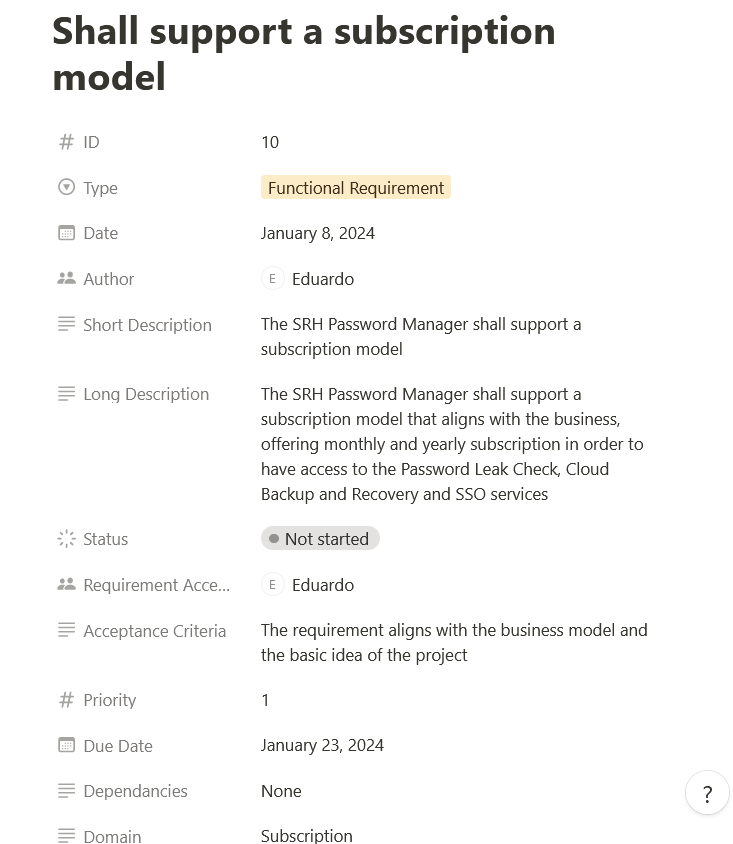 Shall support a subscription
model
ID 10
Type Functional Requirement
Date January 8, 2024
Author E Eduardo
Short Description The SRH Password Manager shall support a
subscription model
Long Description The SRH Password Manager shall support a
subscription model that aligns with the business,
offering monthly and yearly subscription in order to
have access to the Password Leak Check, Cloud
Backup and Recovery and SSO services
Status Not started
Requirement Acce... E Eduardo
Acceptance Criteria The requirement aligns with the business model and
the basic idea of the project
Priority 1
Due Date January 23, 2024
Dependancies None
?
Domain Subscription